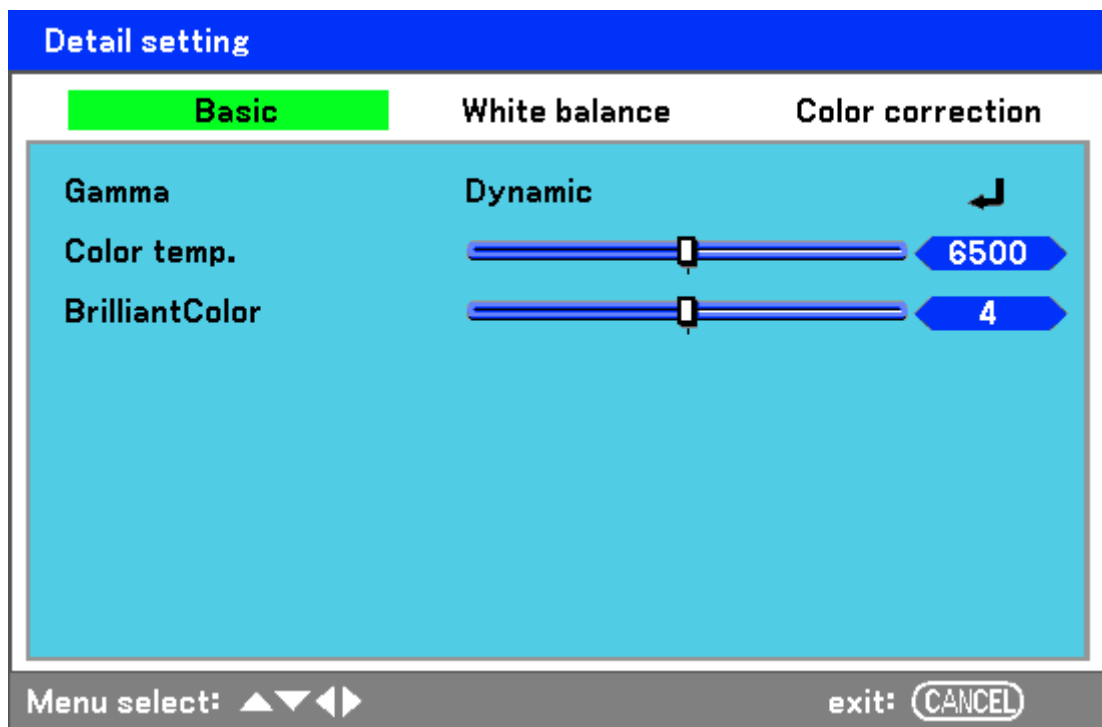 Detail setting
Basic White balance Color correction
Gamma Dynamic
Color temp. 6500
BrilliantColor 4
Menu select: exit: CANCEL